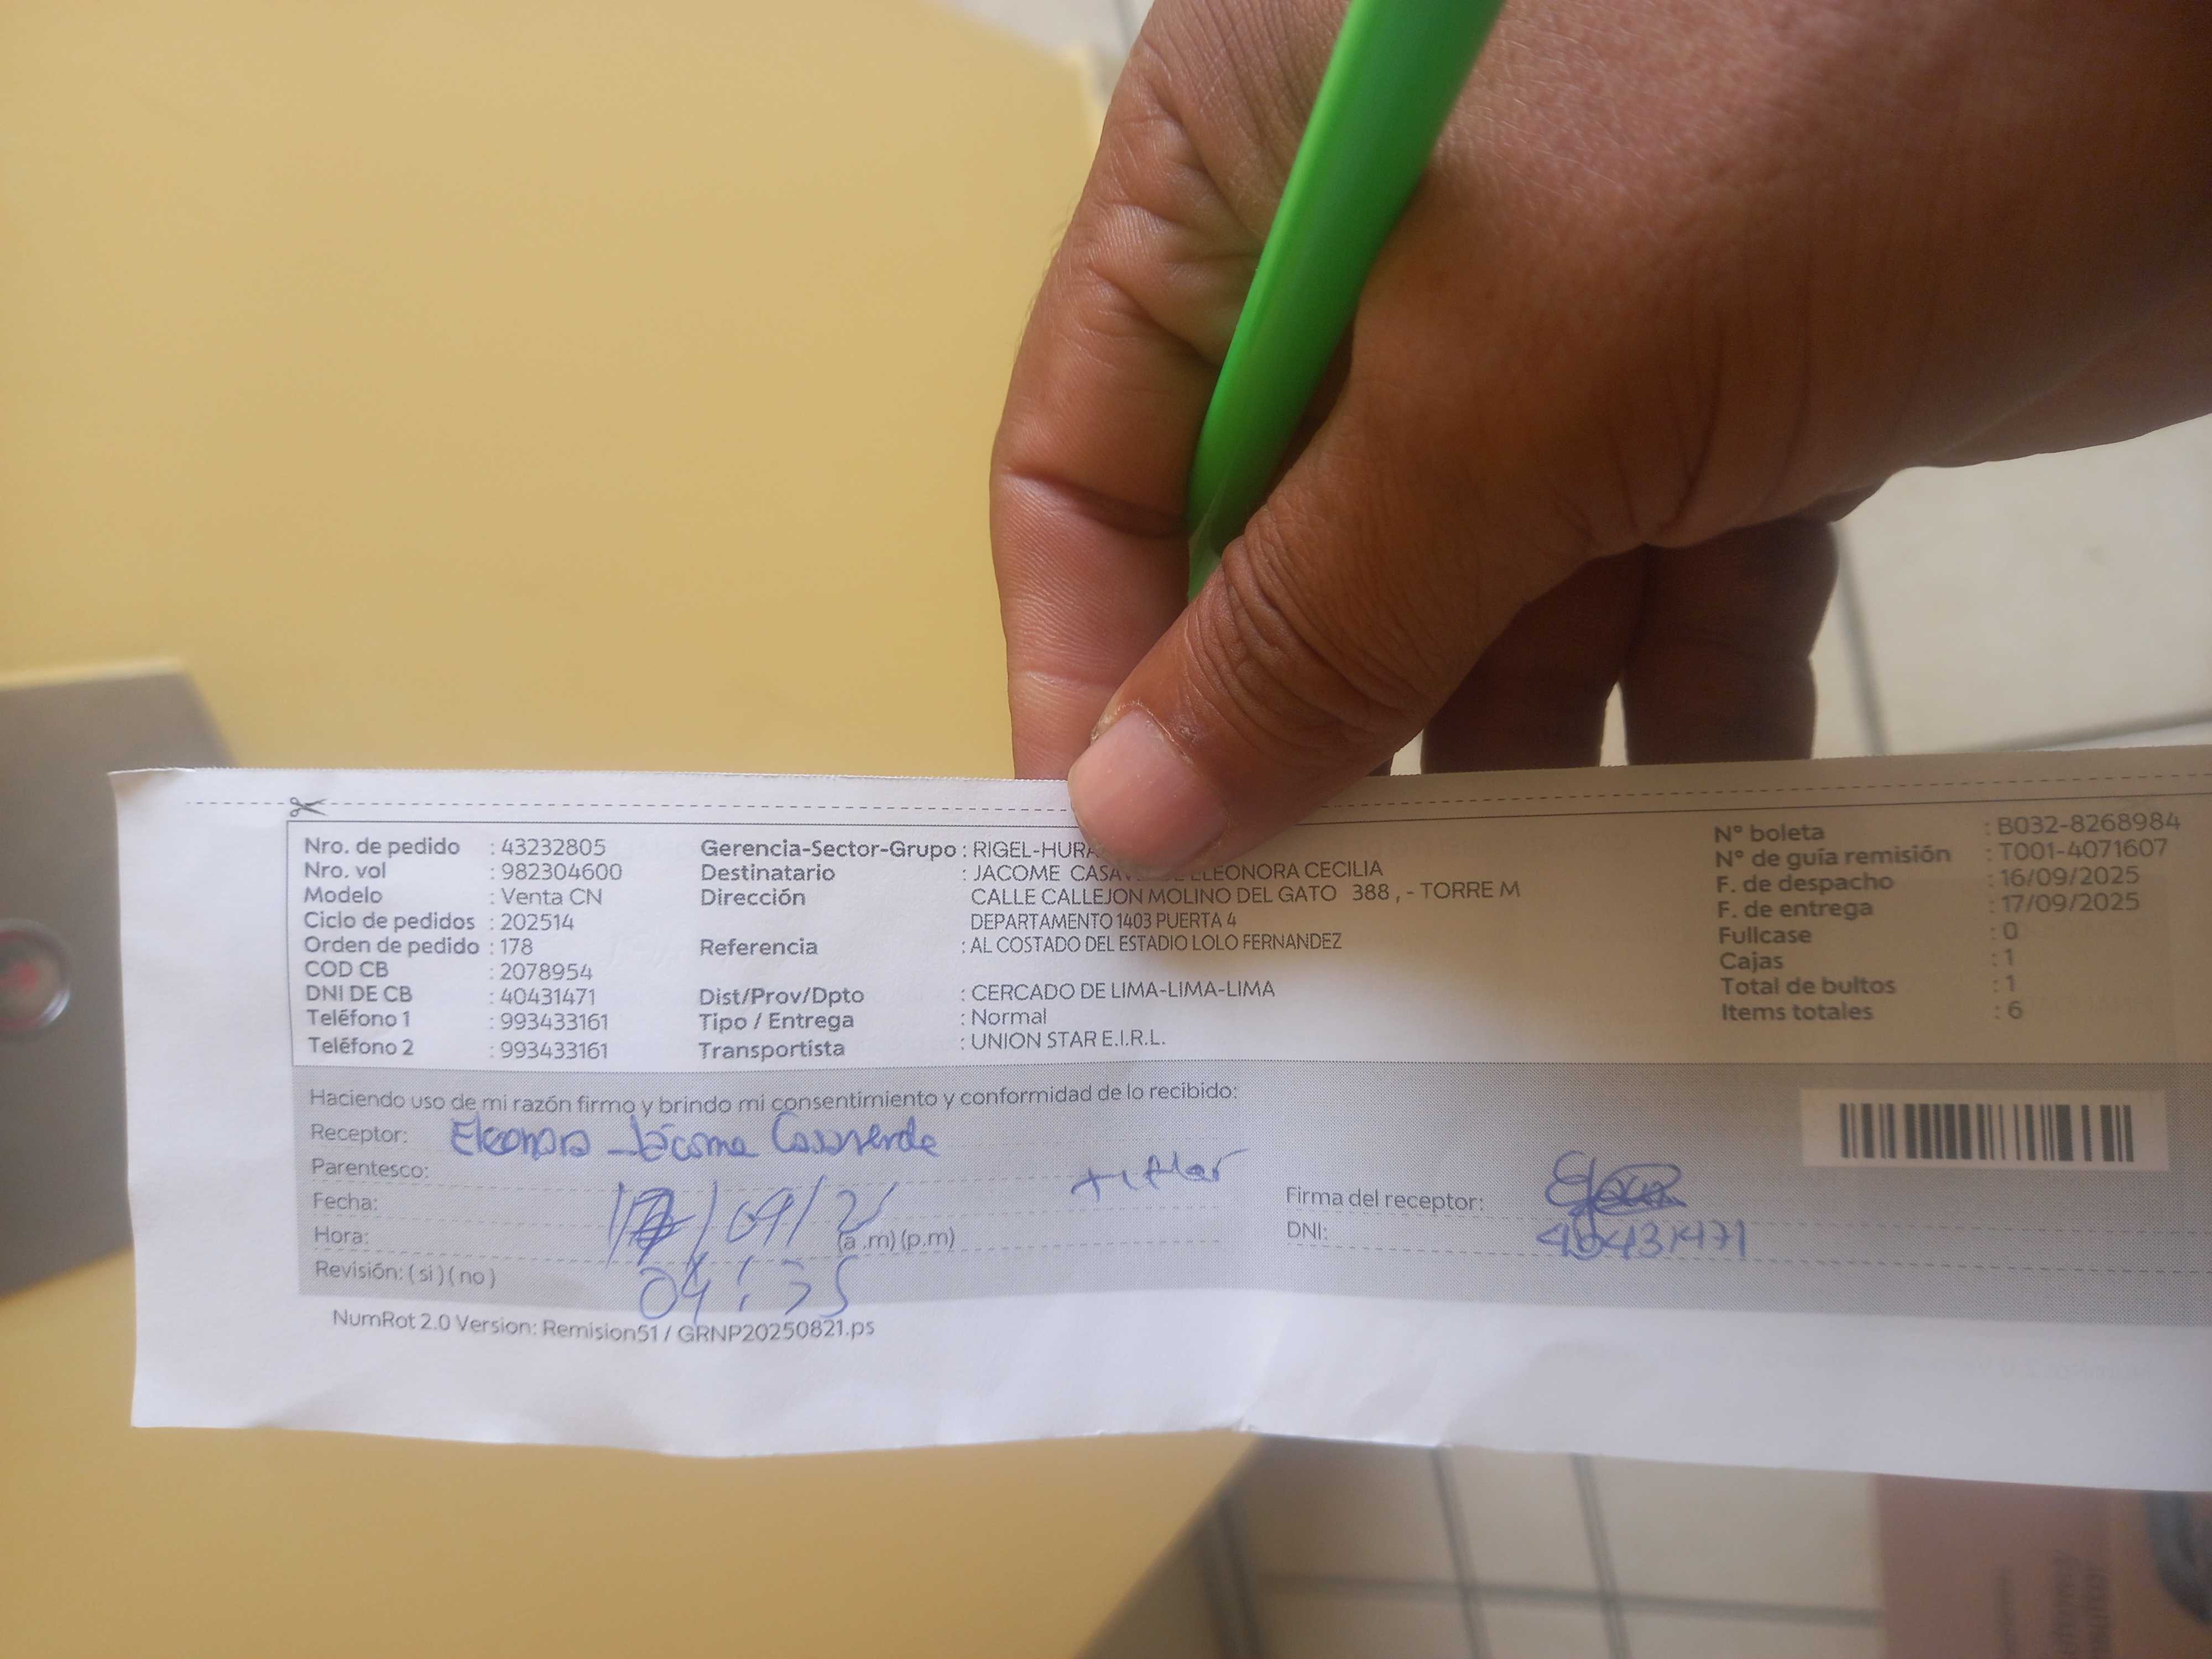 Nro. de pedido : 43232805
Nro. vol : 982304600
Modelo : Venta CN
Ciclo de pedidos : 202514
Orden de pedido : 178
COD CB : 2078954
DNI DE CB : 40431471
Teléfono 1 : 993433161
Teléfono 2 : 993433161
Gerencia-Sector-Grupo : RIGEL-HURA
Destinatario : JACOME CASAV ELEONORA CECILIA
Dirección CALLE CALLEJON MOLINO DEL GATO 388 , - TORRE M
DEPARTAMENTO 1403 PUERTA 4
Referencia : AL COSTADO DEL ESTADIO LOLO FERNANDEZ
Dist/Prov/Dpto : CERCADO DE LIMA-LIMA-LIMA
Tipo / Entrega : Normal
Transportista : UNION STAR E.I.R.L.
N° boleta : B032-8268984
N° de guía remisión : T001-4071607
F. de despacho : 16/09/2025
F. de entrega : 17/09/2025
Fullcase : 0
Cajas : 1
Total de bultos : 1
Items totales : 6
Haciendo uso de mi razón firmo y brindo mi consentimiento y conformidad de lo recibido:
Receptor: Eleonora Jácome Casaverde
Parentesco: titular
Fecha: 17/09/2
Hora: 04:35 (a .m) (p.m)
Revisión: ( si ) ( no )
Firma del receptor:
DNI: 40431471
NumRot 2.0 Version: Remision51 / GRNP20250821.ps